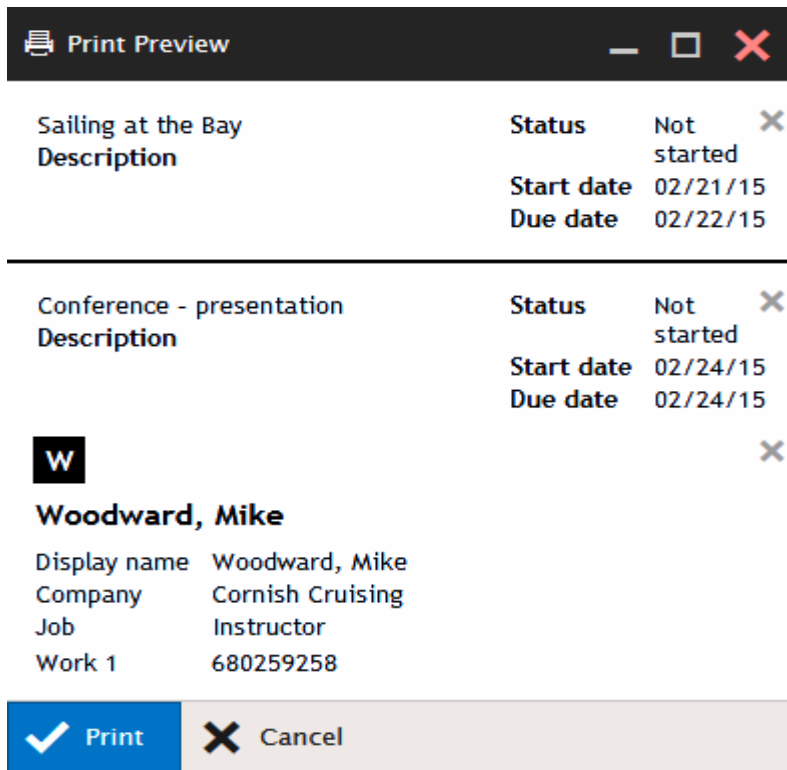 Print Preview
Sailing at the Bay
Description
Status Not started
Start date 02/21/15
Due date 02/22/15
Conference - presentation
Description
Status Not started
Start date 02/24/15
Due date 02/24/15
W
Woodward, Mike
Display name Woodward, Mike
Company Cornish Cruising
Job Instructor
Work 1 680259258
Print Cancel